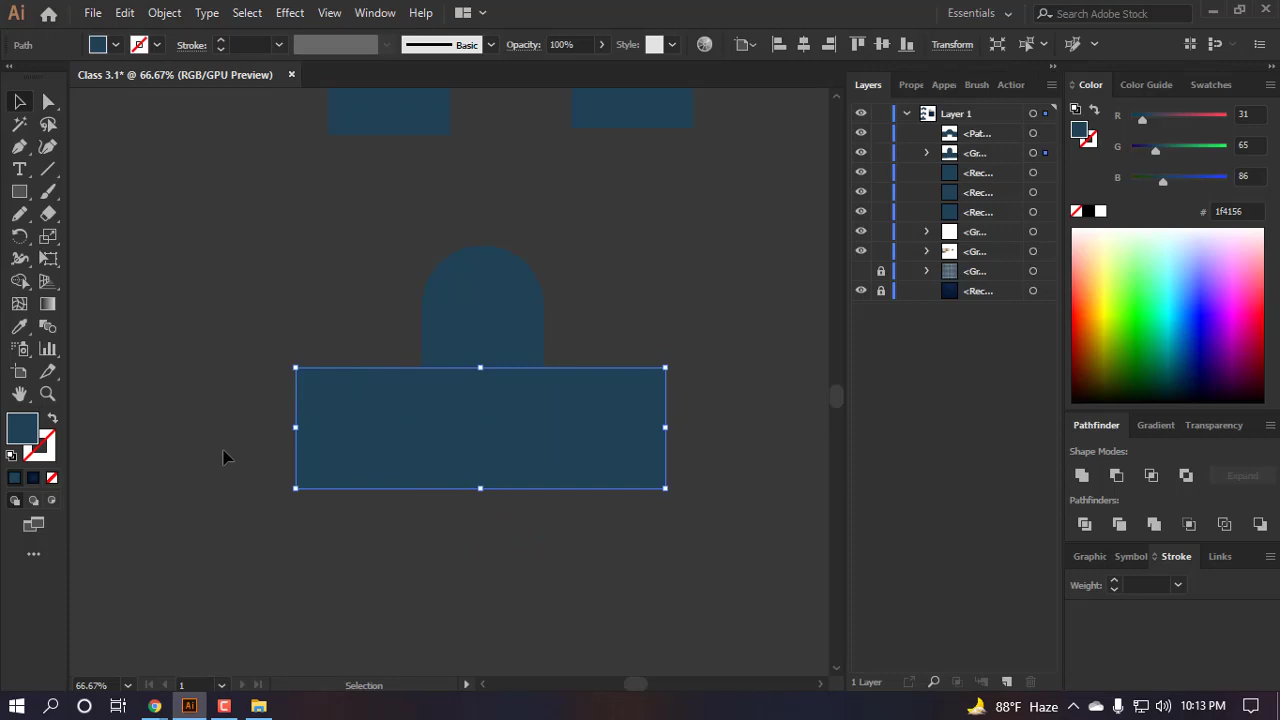 Ai File Edit Object Type Select Effect View Window Help Essentials Search Adobe Stock
Path Stroke: Basic Opacity: 100% Style: Transform
Class 3.1* @ 66.67% (RGB/GPU Preview)
Layers Prope Appe Brush Action
Layer 1
<Pat...
<Gr...
<Rec...
<Rec...
<Rec...
<Gr...
<Gr...
<Gr...
<Rec...
Color Color Guide Swatches
R 31
G 65
B 86
# 1f4156
Pathfinder Gradient Transparency
Shape Modes:
Expand
Pathfinders:
Graphic Symbol Stroke Links
Weight:
66.67% 1 Selection
1 Layer
Ai 88°F Haze 10:13 PM